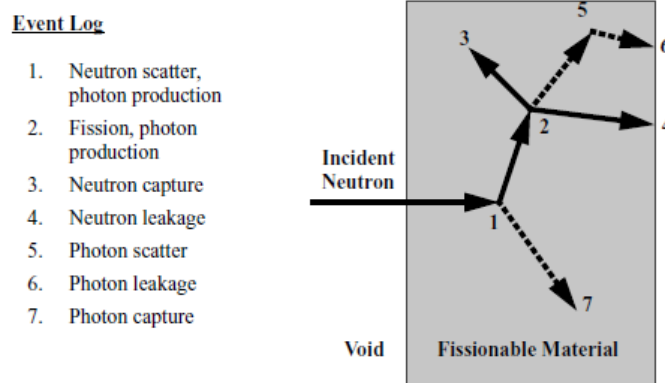 Event Log
1. Neutron scatter,
photon production
2. Fission, photon
production
3. Neutron capture
4. Neutron leakage
5. Photon scatter
6. Photon leakage
7. Photon capture
Incident
Neutron
Void
Fissionable Material
1
2
3
4
5
6
7